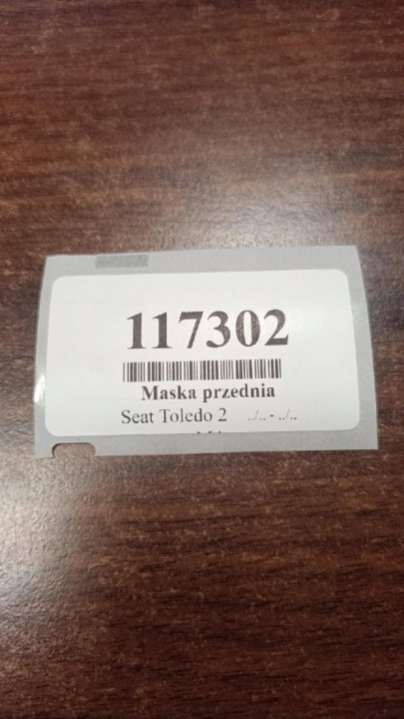 117302
Maska przednia
Seat Toledo 2 ../.. - ../..